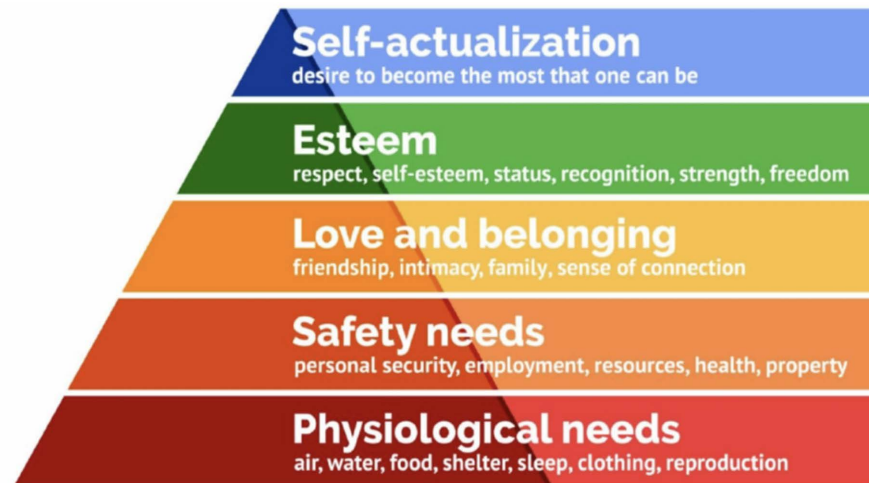 Self-actualization
desire to become the most that one can be
Esteem
respect, self-esteem, status, recognition, strength, freedom
Love and belonging
friendship, intimacy, family, sense of connection
Safety needs
personal security, employment, resources, health, property
Physiological needs
air, water, food, shelter, sleep, clothing, reproduction